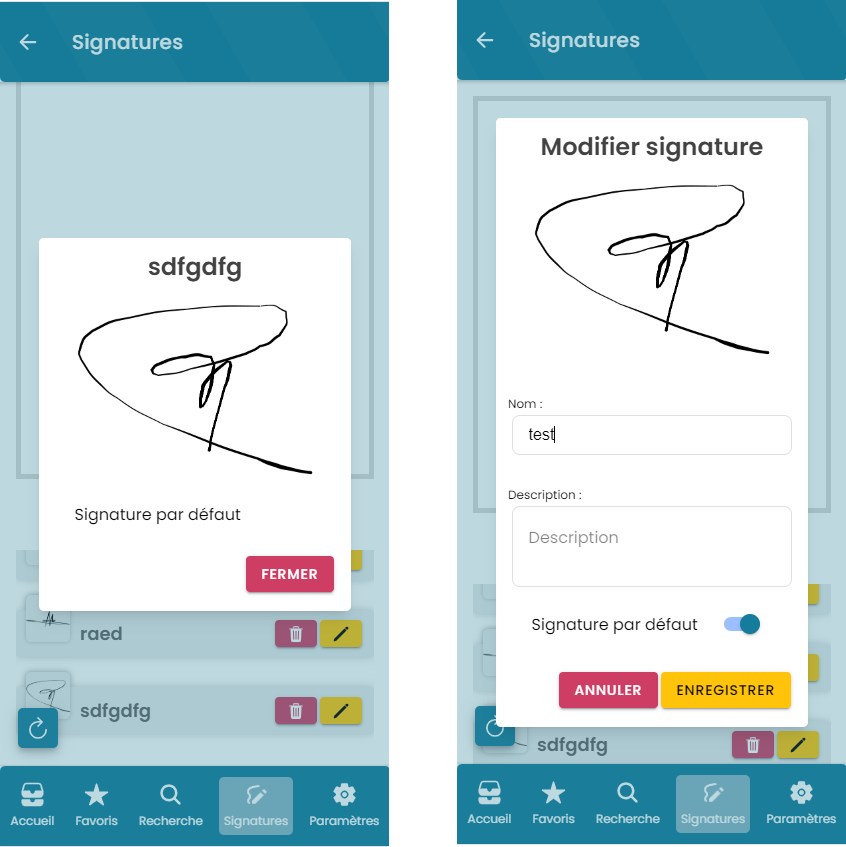 Signatures
sdfgdfg
Signature par défaut
FERMER
raed
sdfgdfg
Accueil
Favoris
Recherche
Signatures
Paramètres
Signatures
Modifier signature
Nom :
test
Description :
Description
Signature par défaut
ANNULER
ENREGISTRER
sdfgdfg
Accueil
Favoris
Recherche
Signatures
Paramètres